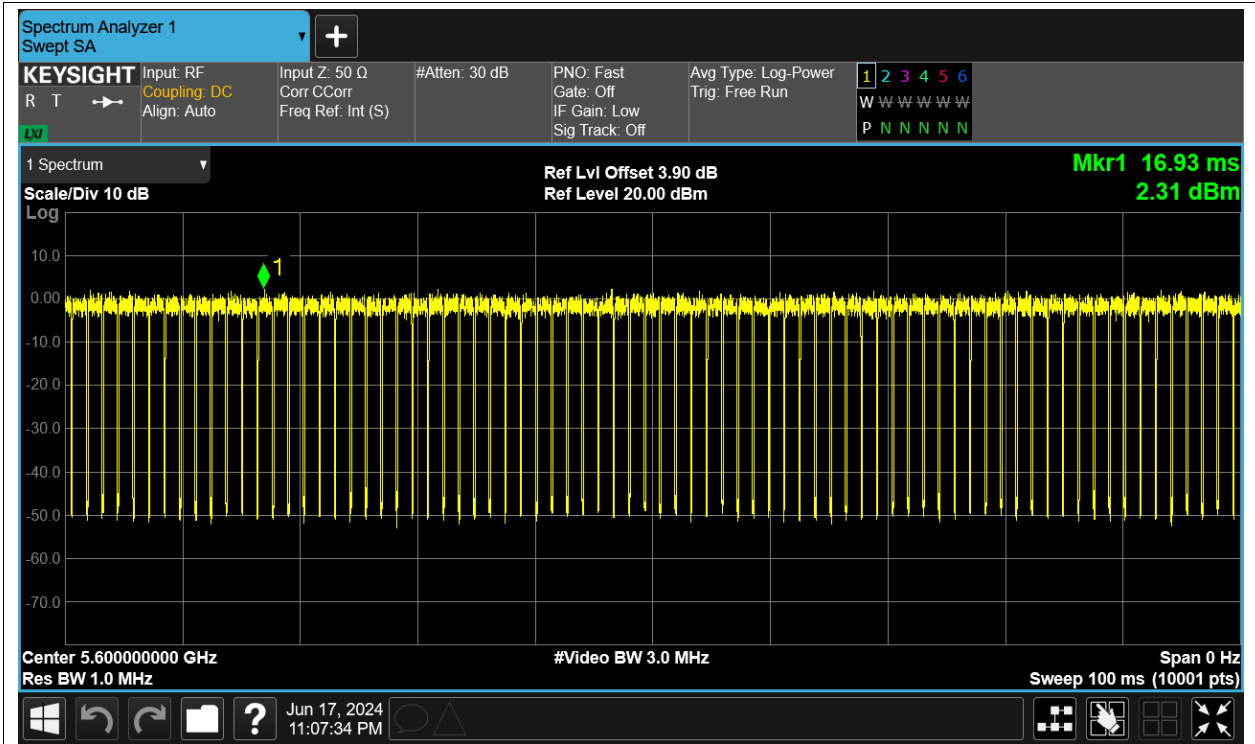 Spectrum Analyzer 1
Swept SA
+
KEYSIGHT
R T
LXI
Input: RF
Coupling: DC
Align: Auto
Input Z: 50 Ω
Corr CCorr
Freq Ref: Int (S)
#Atten: 30 dB
PNO: Fast
Gate: Off
IF Gain: Low
Sig Track: Off
Avg Type: Log-Power
Trig: Free Run
1 2 3 4 5 6
W W W W W W
P N N N N N
1 Spectrum
Scale/Div 10 dB
Log
Ref Lvl Offset 3.90 dB
Ref Level 20.00 dBm
Mkr1 16.93 ms
2.31 dBm
1
10.0
0.00
-10.0
-20.0
-30.0
-40.0
-50.0
-60.0
-70.0
Center 5.600000000 GHz
Res BW 1.0 MHz
#Video BW 3.0 MHz
Span 0 Hz
Sweep 100 ms (10001 pts)
?
Jun 17, 2024
11:07:34 PM